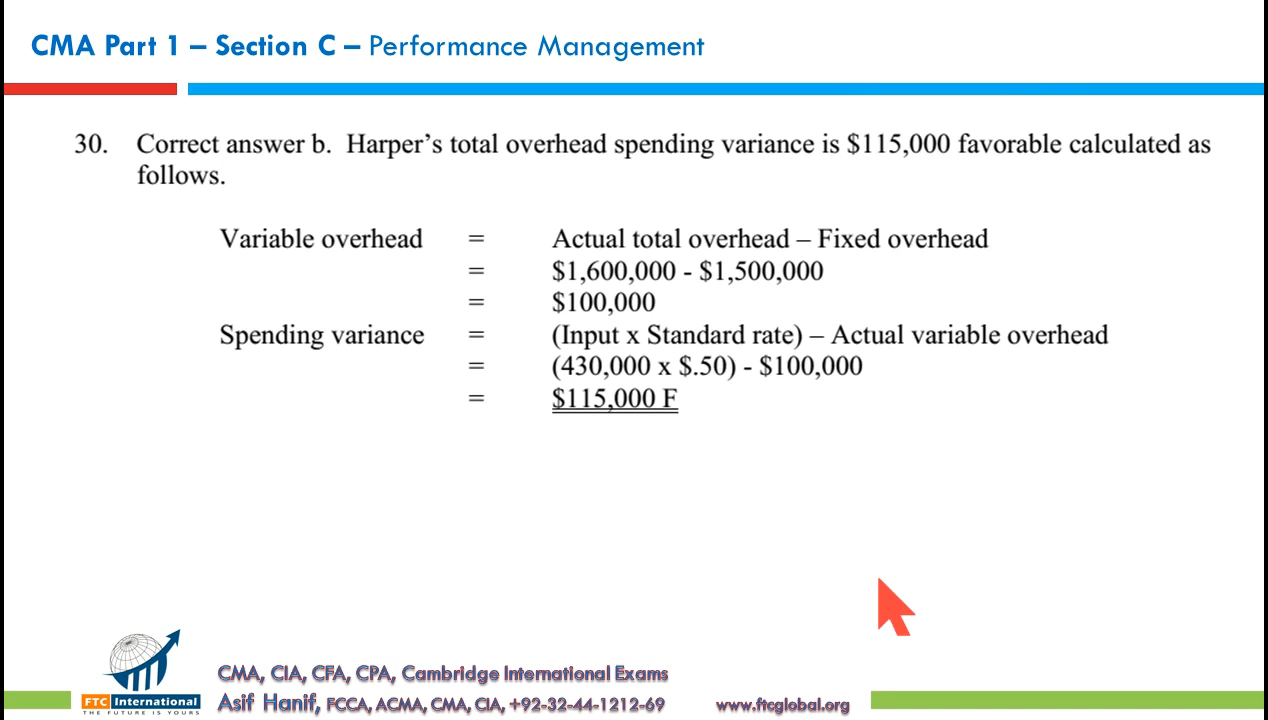 CMA Part 1 – Section C – Performance Management
30. Correct answer b. Harper’s total overhead spending variance is $115,000 favorable calculated as
follows.
Variable overhead = Actual total overhead – Fixed overhead
= $1,600,000 - $1,500,000
= $100,000
Spending variance = (Input x Standard rate) – Actual variable overhead
= (430,000 x $.50) - $100,000
= $115,000 F
CMA, CIA, CFA, CPA, Cambridge International Exams
FTC International
THE FUTURE IS YOURS
Asif Hanif, FCCA, ACMA, CMA, CIA, +92-32-44-1212-69 www.ftcglobal.org